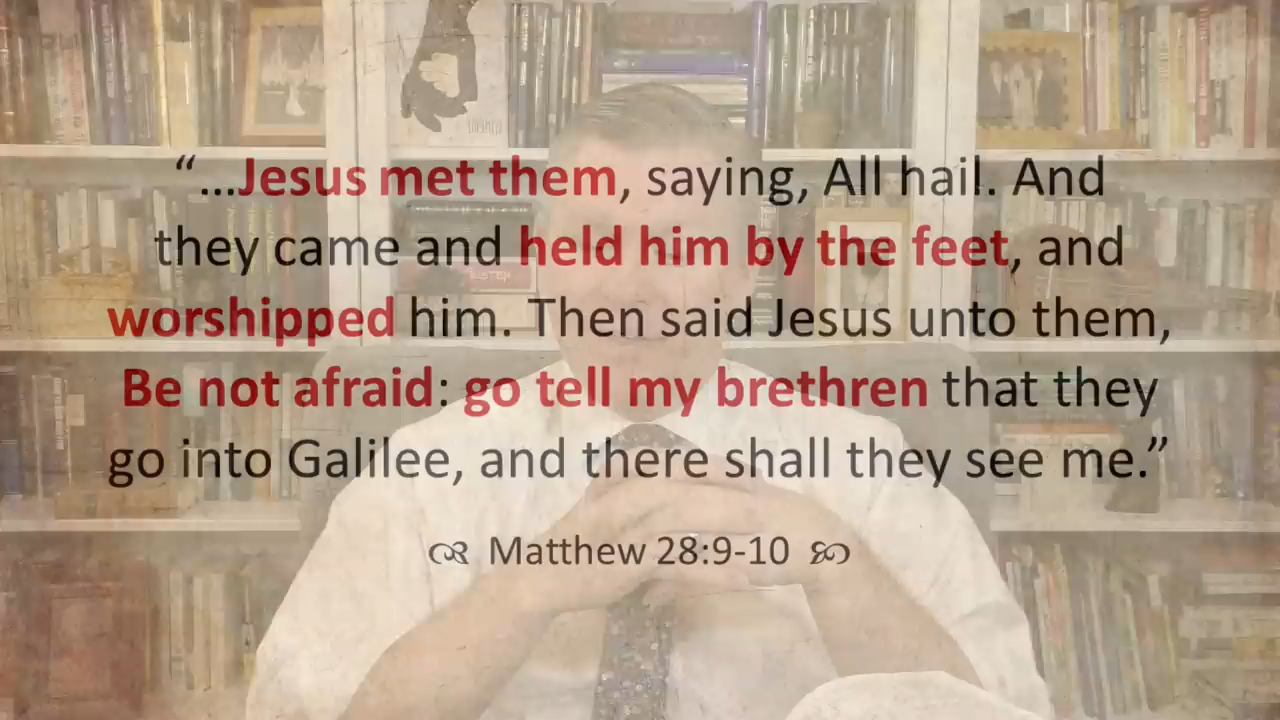 “...Jesus met them, saying, All hail. And
they came and held him by the feet, and
worshipped him. Then said Jesus unto them,
Be not afraid: go tell my brethren that they
go into Galilee, and there shall they see me.”
Matthew 28:9-10